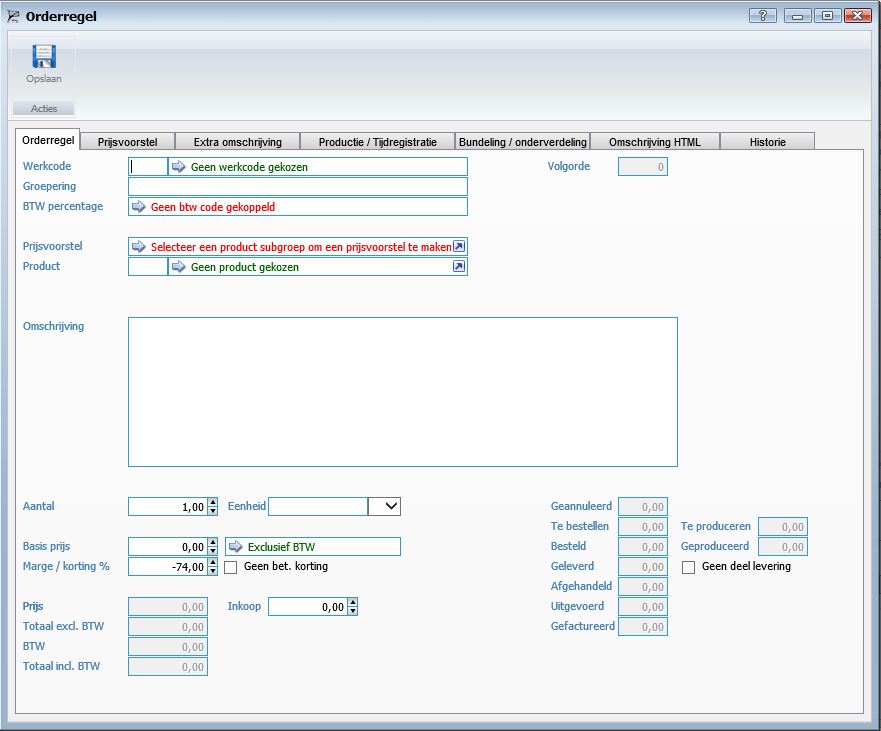 Orderregel
?
Opslaan
Acties
Orderregel Prijsvoorstel Extra omschrijving Productie / Tijdregistratie Bundeling / onderverdeling Omschrijving HTML Historie
Werkcode Geen werkcode gekozen Volgorde 0
Groepering
BTW percentage Geen btw code gekoppeld
Prijsvoorstel Selecteer een product subgroep om een prijsvoorstel te maken
Product Geen product gekozen
Omschrijving
Aantal 1,00 Eenheid Geannuleerd 0,00
Te bestellen 0,00 Te produceren 0,00
Basis prijs 0,00 Exclusief BTW Besteld 0,00 Geproduceerd 0,00
Marge / korting % -74,00 Geen bet. korting Geleverd 0,00 Geen deel levering
Afgehandeld 0,00
Prijs 0,00 Inkoop 0,00 Uitgevoerd 0,00
Totaal excl. BTW 0,00 Gefactureerd 0,00
BTW 0,00
Totaal incl. BTW 0,00